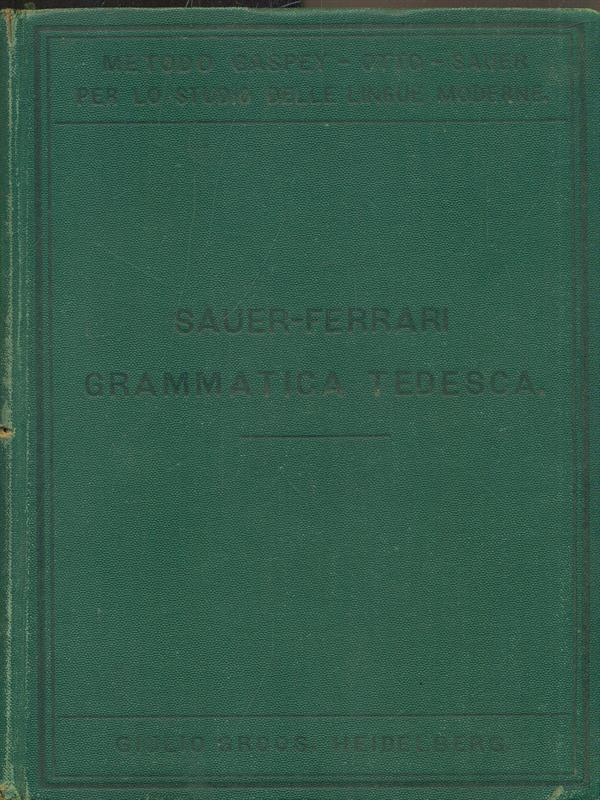 METODO GASPEY - OTTO - SAUER
PER LO STUDIO DELLE LINGUE MODERNE.
SAUER-FERRARI
GRAMMATICA TEDESCA.
GIULIO GROOS. HEIDELBERG.